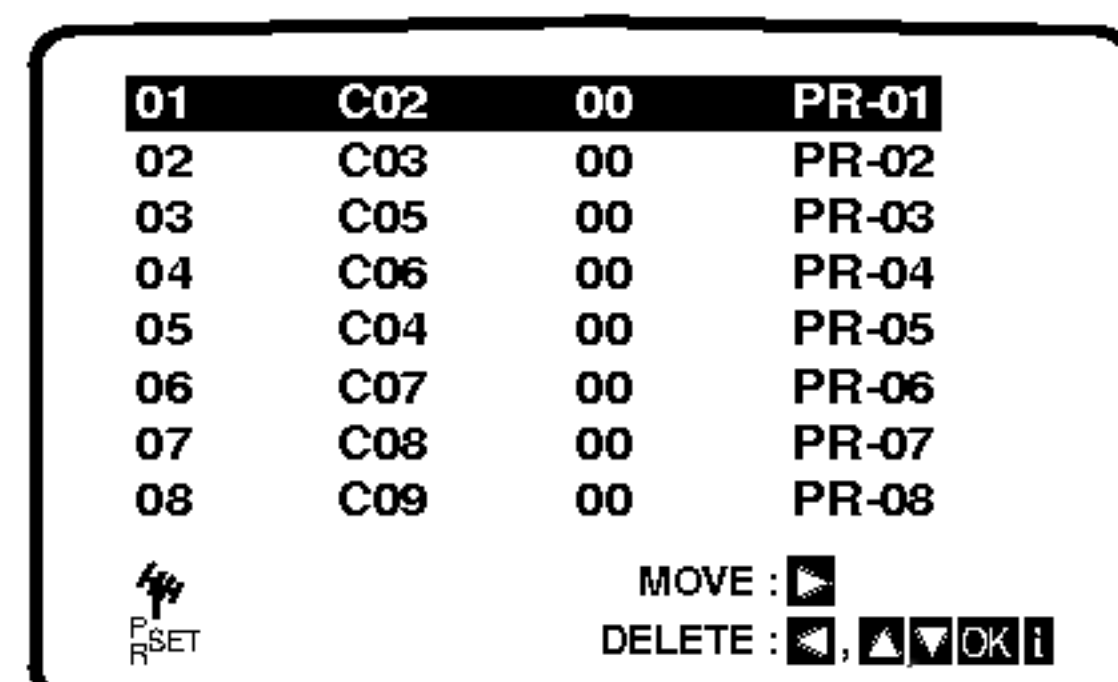 01 C02 00 PR-01
02 C03 00 PR-02
03 C05 00 PR-03
04 C06 00 PR-04
05 C04 00 PR-05
06 C07 00 PR-06
07 C08 00 PR-07
08 C09 00 PR-08
MOVE : ▷
PR SET
DELETE : ◁, △ ▽ OK i